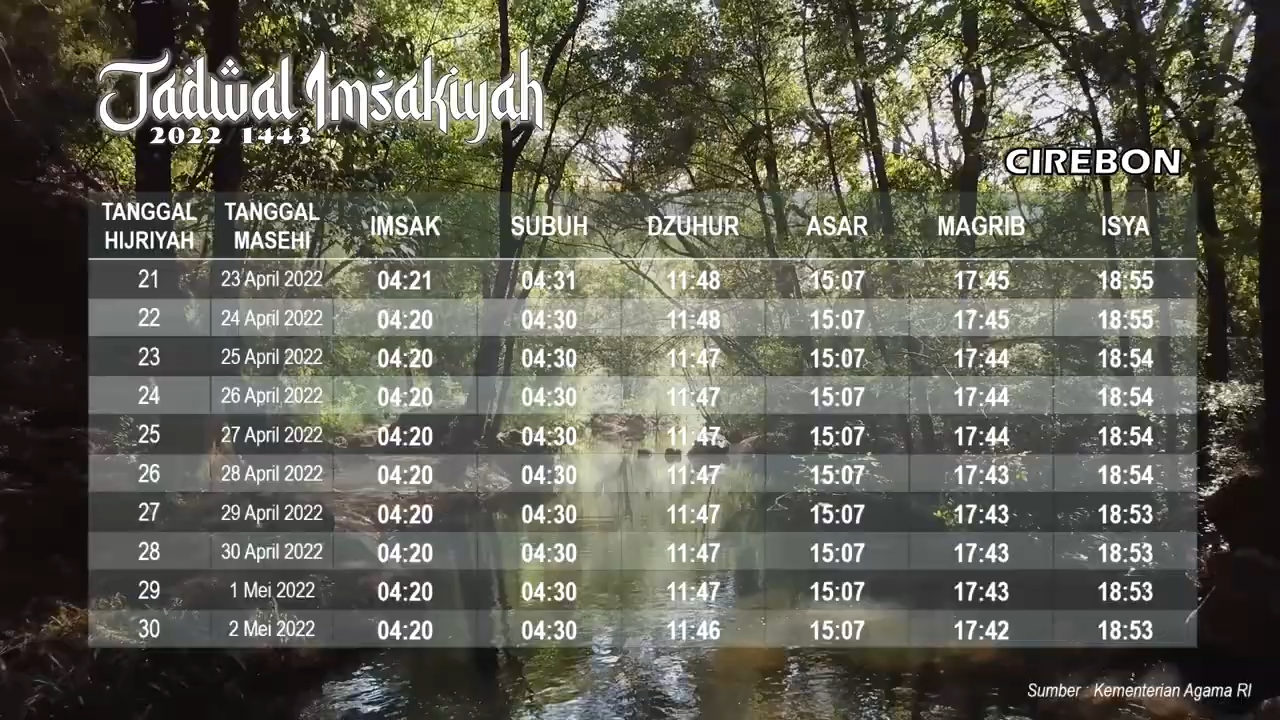 Jadwal Imsakiyah
2022 1443
CIREBON
TANGGAL HIJRIYAH TANGGAL MASEHI IMSAK SUBUH DZUHUR ASAR MAGRIB ISYA
21 23 April 2022 04:21 04:31 11:48 15:07 17:45 18:55
22 24 April 2022 04:20 04:30 11:48 15:07 17:45 18:55
23 25 April 2022 04:20 04:30 11:47 15:07 17:44 18:54
24 26 April 2022 04:20 04:30 11:47 15:07 17:44 18:54
25 27 April 2022 04:20 04:30 11:47 15:07 17:44 18:54
26 28 April 2022 04:20 04:30 11:47 15:07 17:43 18:54
27 29 April 2022 04:20 04:30 11:47 15:07 17:43 18:53
28 30 April 2022 04:20 04:30 11:47 15:07 17:43 18:53
29 1 Mei 2022 04:20 04:30 11:47 15:07 17:43 18:53
30 2 Mei 2022 04:20 04:30 11:46 15:07 17:42 18:53
Sumber : Kementerian Agama RI